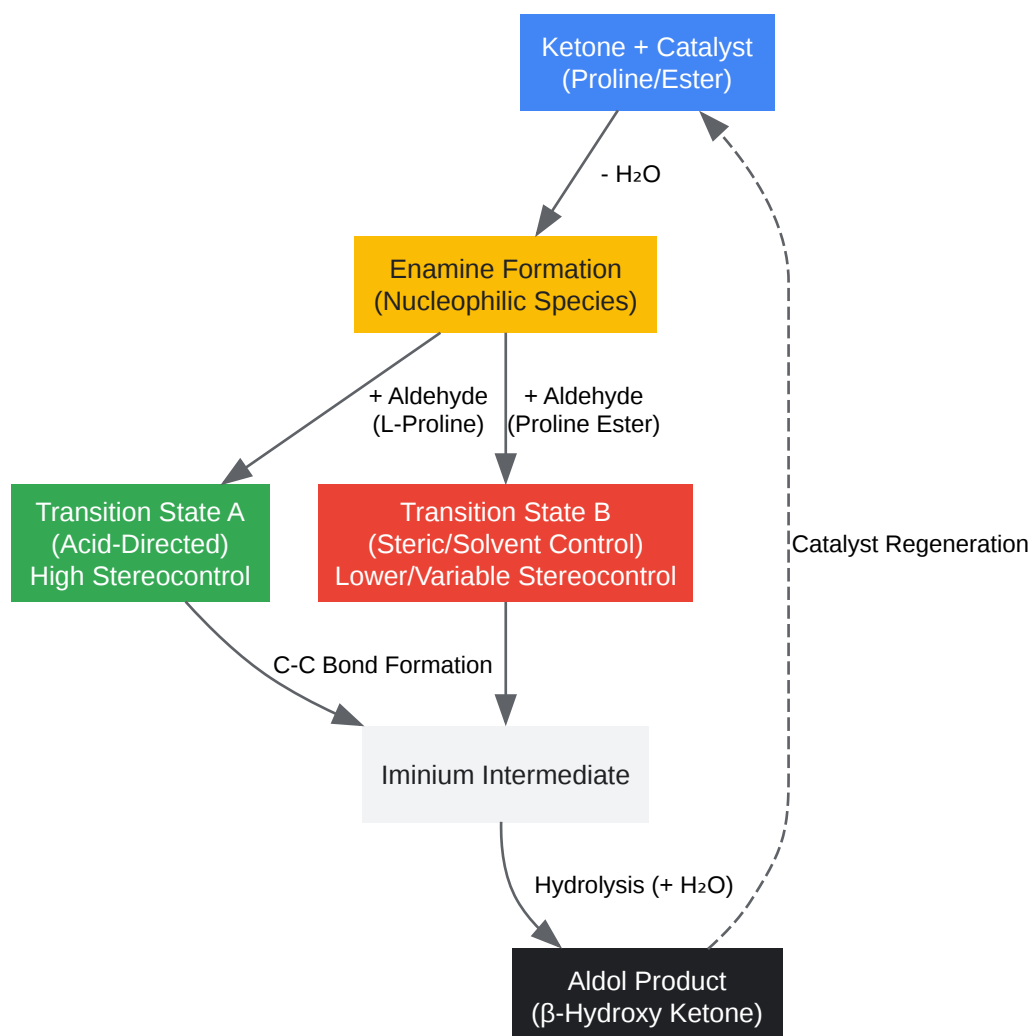 Ketone + Catalyst
(Proline/Ester)
- H₂O
Enamine Formation
(Nucleophilic Species)
+ Aldehyde
(L-Proline)
+ Aldehyde
(Proline Ester)
Transition State A
(Acid-Directed)
High Stereocontrol
Transition State B
(Steric/Solvent Control)
Lower/Variable Stereocontrol
Catalyst Regeneration
C-C Bond Formation
Iminium Intermediate
Hydrolysis (+ H₂O)
Aldol Product
(β-Hydroxy Ketone)